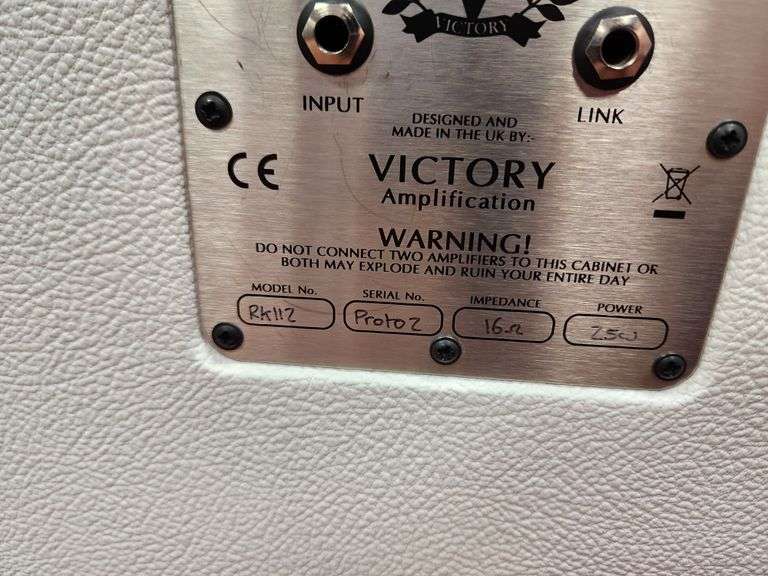 VICTORY
INPUT
LINK
DESIGNED AND
MADE IN THE UK BY:-
CE
VICTORY
Amplification
WARNING!
DO NOT CONNECT TWO AMPLIFIERS TO THIS CABINET OR
BOTH MAY EXPLODE AND RUIN YOUR ENTIRE DAY
MODEL No. SERIAL No. IMPEDANCE POWER
RK112 Proto2 16Ω 25W